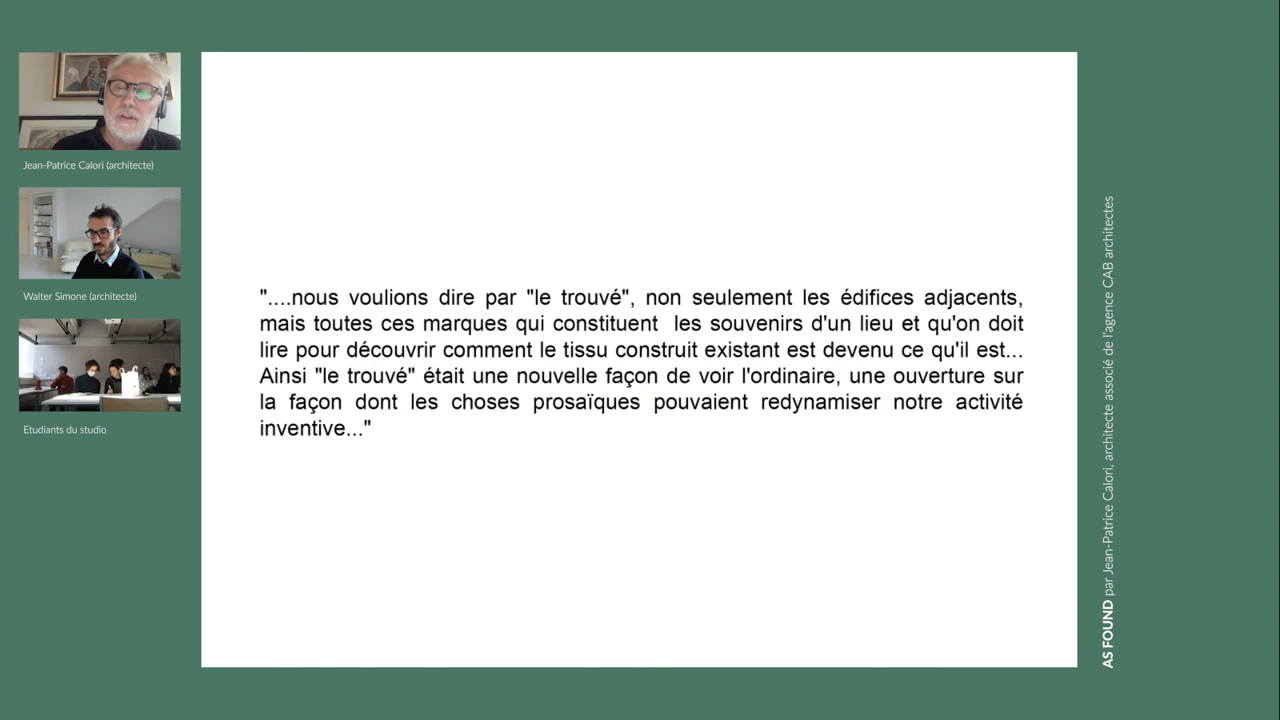 Jean-Patrice Calori (architecte)
Walter Simone (architecte)
Etudiants du studio
"....nous voulions dire par "le trouvé", non seulement les édifices adjacents,
mais toutes ces marques qui constituent  les souvenirs d'un lieu et qu'on doit
lire pour découvrir comment le tissu construit existant est devenu ce qu'il est...
Ainsi "le trouvé" était une nouvelle façon de voir l'ordinaire, une ouverture sur
la façon dont les choses prosaïques pouvaient redynamiser notre activité
inventive..."
AS FOUND par Jean-Patrice Calori, architecte associé de l'agence CAB architectes